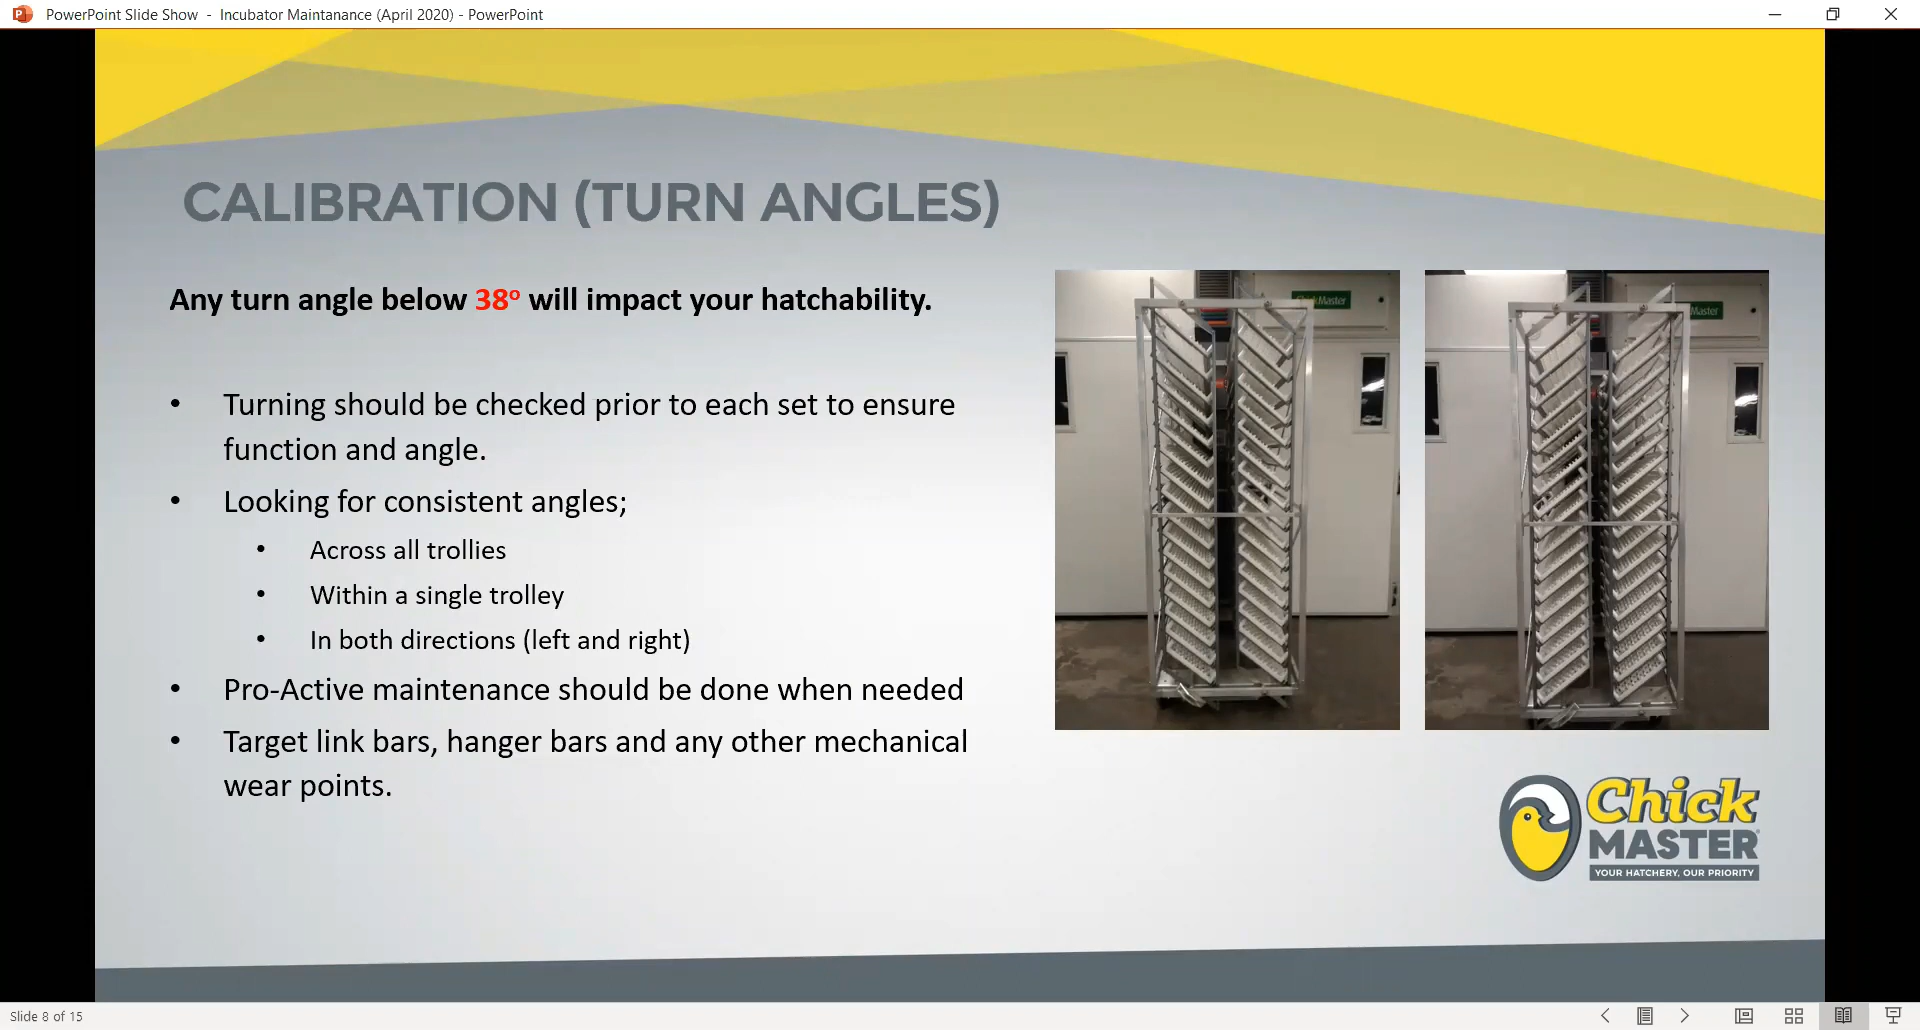 PowerPoint Slide Show - Incubator Maintanance (April 2020) - PowerPoint
CALIBRATION (TURN ANGLES)
Any turn angle below 38° will impact your hatchability.
• Turning should be checked prior to each set to ensure
function and angle.
• Looking for consistent angles;
• Across all trollies
• Within a single trolley
• In both directions (left and right)
• Pro-Active maintenance should be done when needed
• Target link bars, hanger bars and any other mechanical
wear points.
ChickMaster
Master
Chick
MASTER
YOUR HATCHERY, OUR PRIORITY
Slide 8 of 15